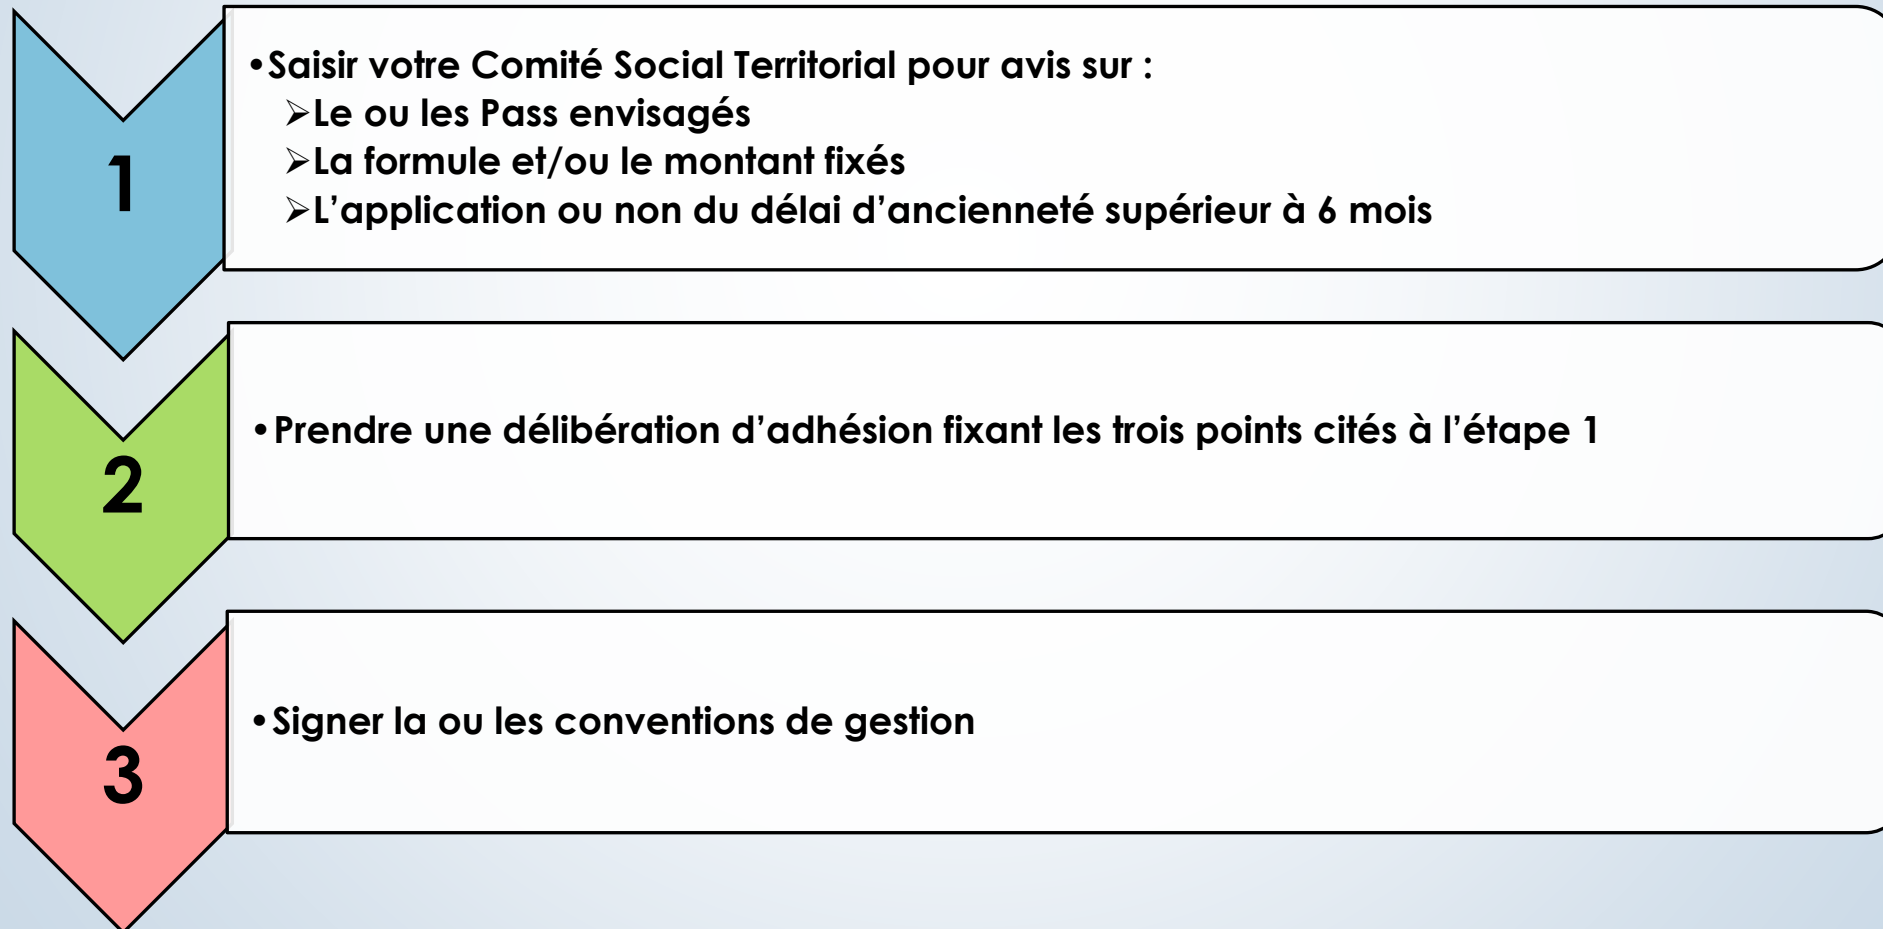 1
•Saisir votre Comité Social Territorial pour avis sur :
➢Le ou les Pass envisagés
➢La formule et/ou le montant fixés
➢L’application ou non du délai d’ancienneté supérieur à 6 mois
2
•Prendre une délibération d’adhésion fixant les trois points cités à l’étape 1
3
•Signer la ou les conventions de gestion